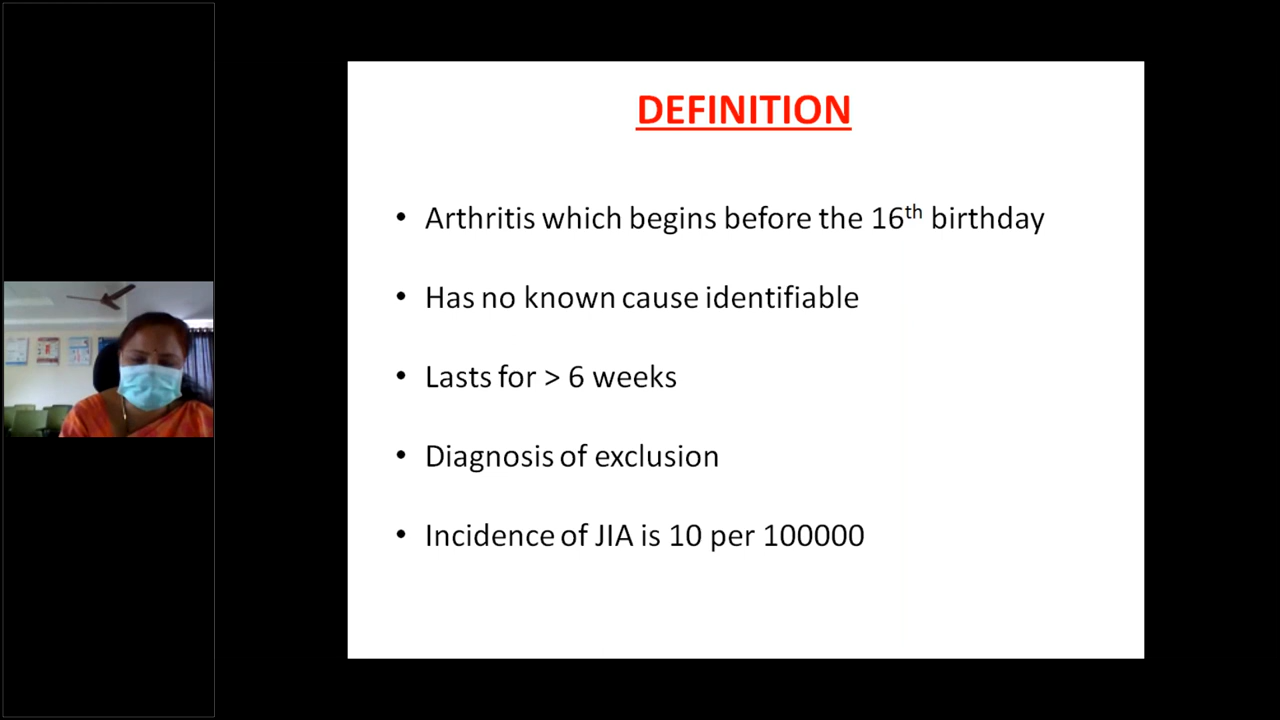 DEFINITION
• Arthritis which begins before the 16th birthday
• Has no known cause identifiable
• Lasts for > 6 weeks
• Diagnosis of exclusion
• Incidence of JIA is 10 per 100000